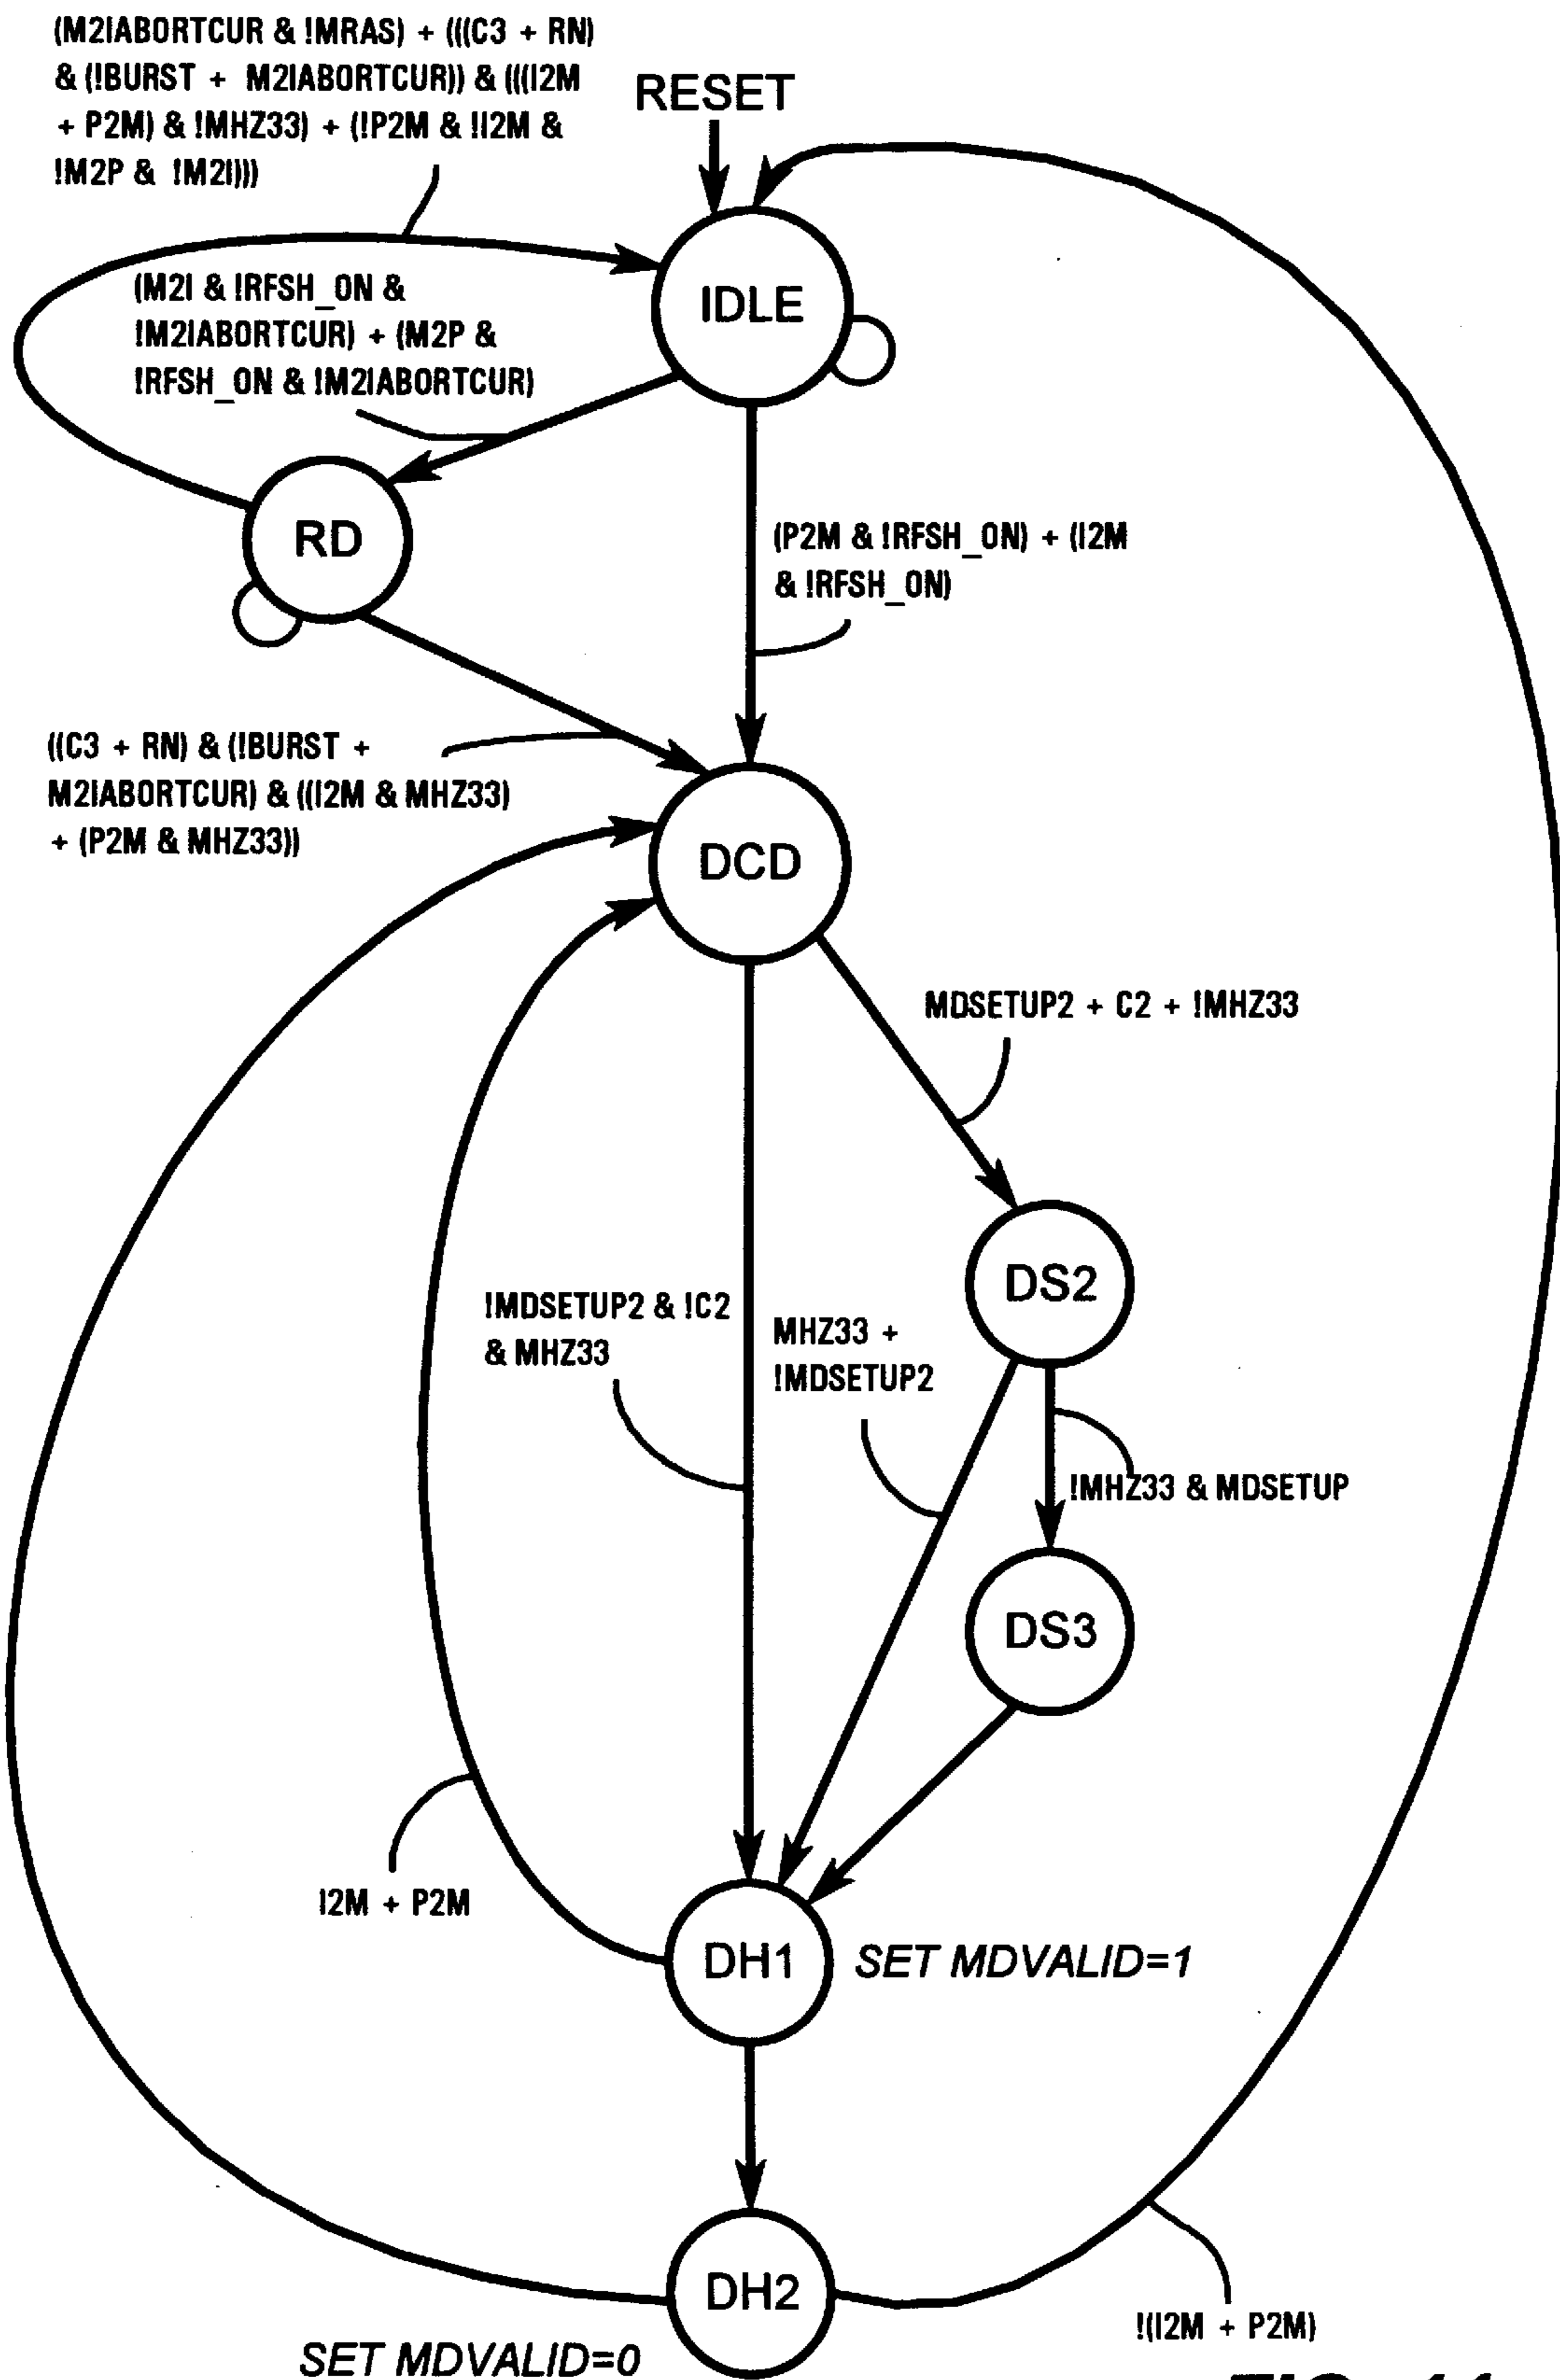 (M2IABORTCUR & !MRAS) + (((C3 + RN)
& (!BURST + M2IABORTCUR)) & (((I2M
+ P2M) & !MHZ33) + (!P2M & !I2M &
!M2P & !M2I)))
RESET
IDLE
(M2I & !RFSH_ON &
!M2IABORTCUR) + (M2P &
!RFSH_ON & !M2IABORTCUR)
RD
(P2M & !RFSH_ON) + (I2M
& !RFSH_ON)
((C3 + RN) & (!BURST +
M2IABORTCUR) & ((I2M & MHZ33)
+ (P2M & MHZ33))
DCD
MDSETUP2 + C2 + !MHZ33
DS2
!MDSETUP2 & !C2
& MHZ33
MHZ33 +
!MDSETUP2
!MHZ33 & MDSETUP
DS3
I2M + P2M
DH1
SET MDVALID=1
DH2
!(I2M + P2M)
SET MDVALID=0